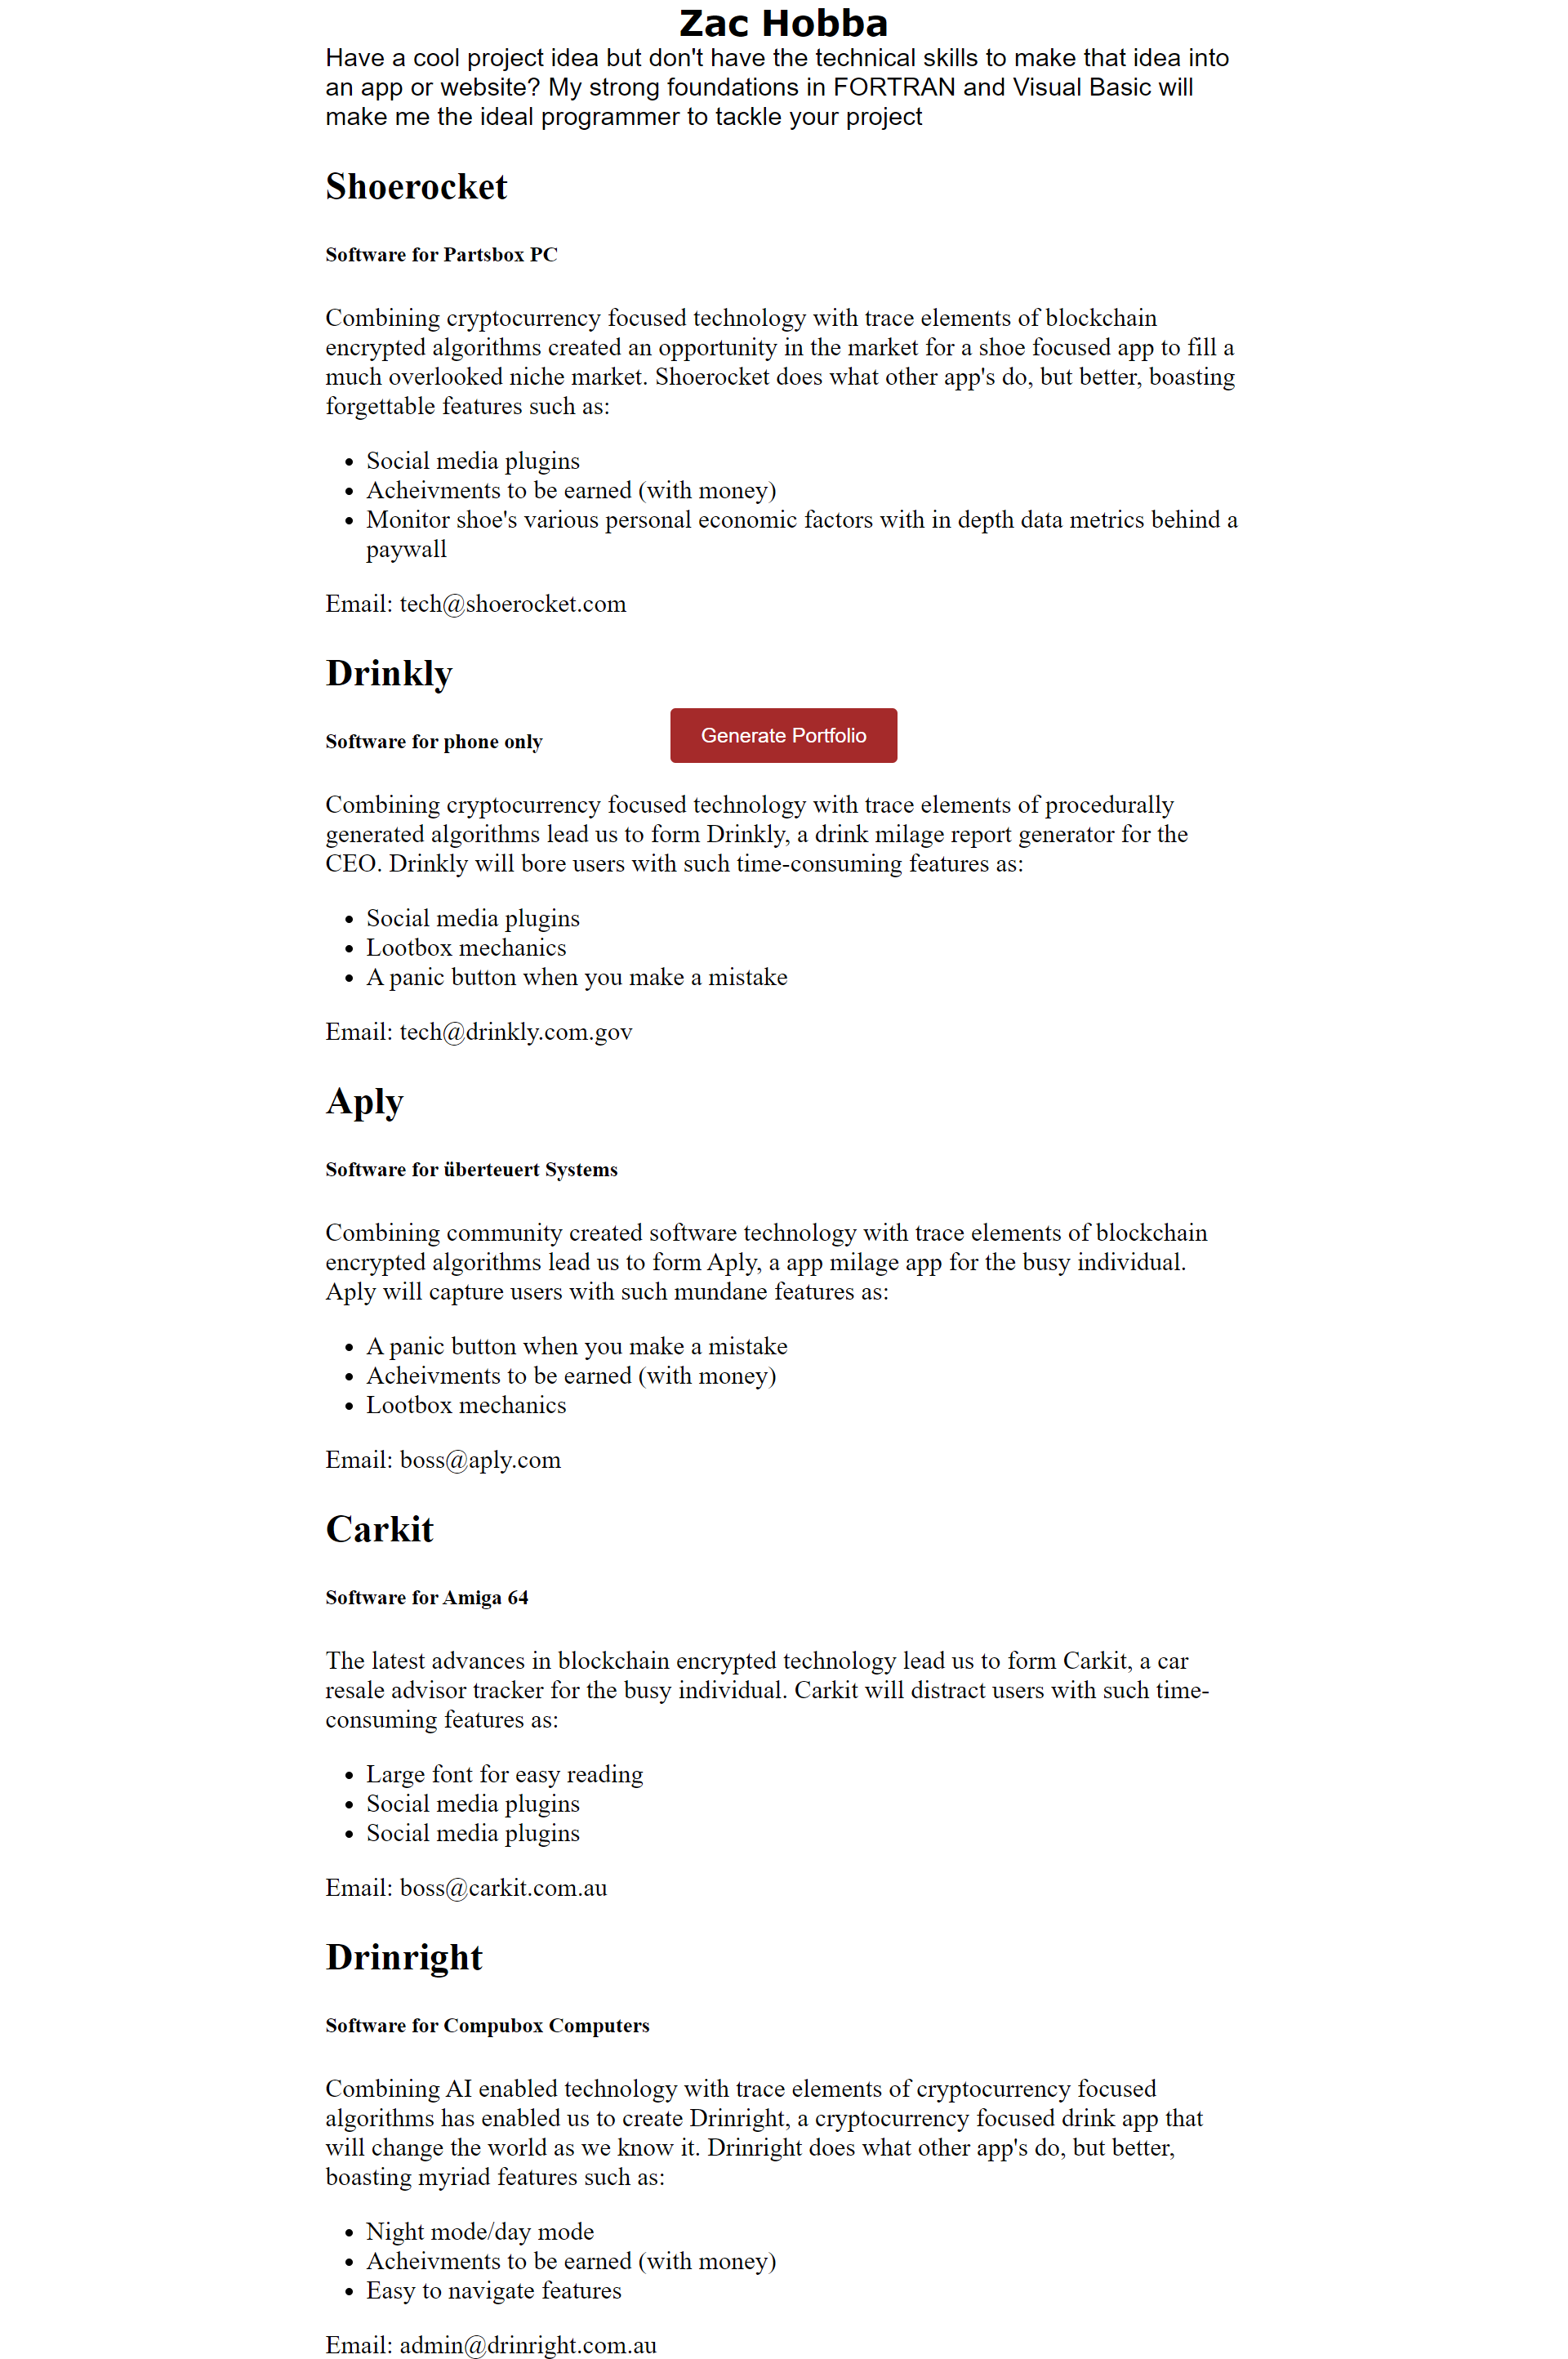 Zac Hobba
Have a cool project idea but don't have the technical skills to make that idea into
an app or website? My strong foundations in FORTRAN and Visual Basic will
make me the ideal programmer to tackle your project
Shoerocket
Software for Partsbox PC
Combining cryptocurrency focused technology with trace elements of blockchain
encrypted algorithms created an opportunity in the market for a shoe focused app to fill a
much overlooked niche market. Shoerocket does what other app's do, but better, boasting
forgettable features such as:
• Social media plugins
• Acheivments to be earned (with money)
• Monitor shoe's various personal economic factors with in depth data metrics behind a
paywall
Email: tech@shoerocket.com
Drinkly
Generate Portfolio
Software for phone only
Combining cryptocurrency focused technology with trace elements of procedurally
generated algorithms lead us to form Drinkly, a drink milage report generator for the
CEO. Drinkly will bore users with such time-consuming features as:
• Social media plugins
• Lootbox mechanics
• A panic button when you make a mistake
Email: tech@drinkly.com.gov
Aply
Software for überteuert Systems
Combining community created software technology with trace elements of blockchain
encrypted algorithms lead us to form Aply, a app milage app for the busy individual.
Aply will capture users with such mundane features as:
• A panic button when you make a mistake
• Acheivments to be earned (with money)
• Lootbox mechanics
Email: boss@aply.com
Carkit
Software for Amiga 64
The latest advances in blockchain encrypted technology lead us to form Carkit, a car
resale advisor tracker for the busy individual. Carkit will distract users with such time-
consuming features as:
• Large font for easy reading
• Social media plugins
• Social media plugins
Email: boss@carkit.com.au
Drinright
Software for Compubox Computers
Combining AI enabled technology with trace elements of cryptocurrency focused
algorithms has enabled us to create Drinright, a cryptocurrency focused drink app that
will change the world as we know it. Drinright does what other app's do, but better,
boasting myriad features such as:
• Night mode/day mode
• Acheivments to be earned (with money)
• Easy to navigate features
Email: admin@drinright.com.au